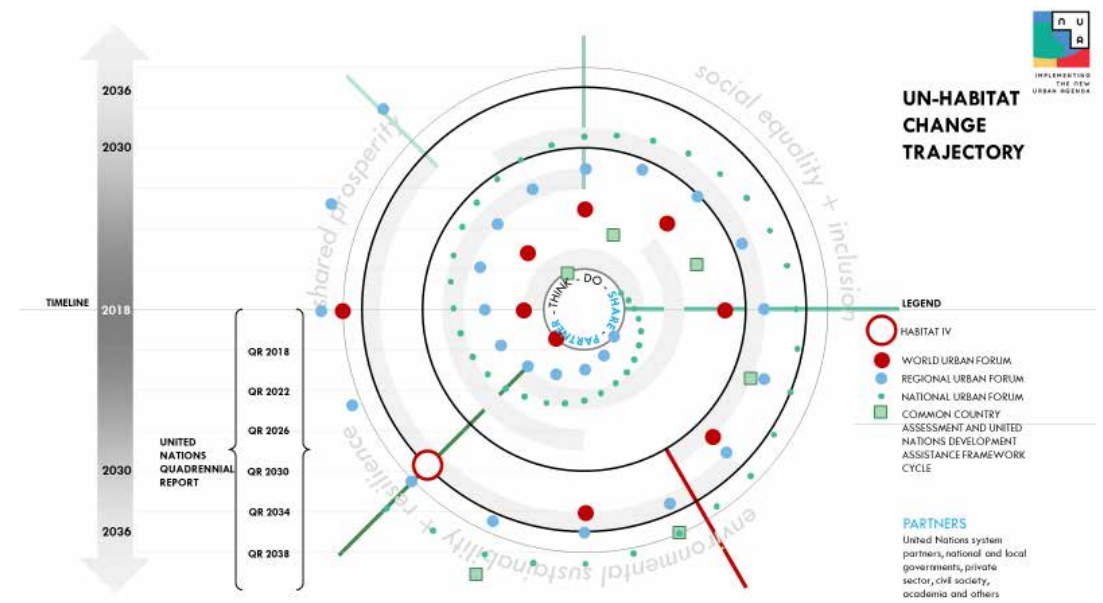 n U
A
IMPLEMENTING
THE NEW
URBAN AGENDA
UN-HABITAT
CHANGE
TRAJECTORY
2036
2030
TIMELINE
2018
2030
2036
QR 2018
QR 2022
QR 2026
QR 2030
QR 2034
QR 2038
UNITED
NATIONS
QUADRENNIAL
REPORT
shared prosperity
social equality + inclusion
environmental sustainability + resilience
THINK - DO - SHARE - PARTNER -
LEGEND
HABITAT IV
WORLD URBAN FORUM
REGIONAL URBAN FORUM
NATIONAL URBAN FORUM
COMMON COUNTRY
ASSESSMENT AND UNITED
NATIONS DEVELOPMENT
ASSISTANCE FRAMEWORK
CYCLE
PARTNERS
United Nations system
partners, national and local
governments, private
sector, civil society,
academia and others